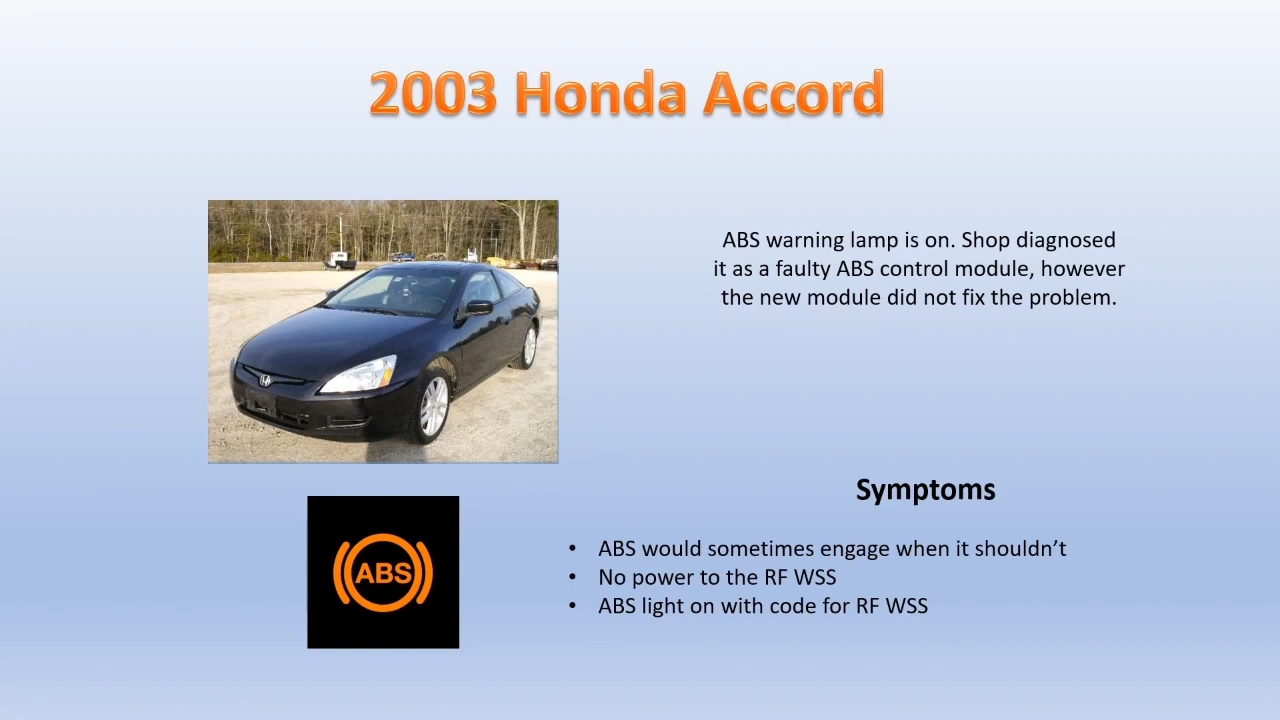 2003 Honda Accord
ABS warning lamp is on. Shop diagnosed
it as a faulty ABS control module, however
the new module did not fix the problem.
Symptoms
• ABS would sometimes engage when it shouldn’t
• No power to the RF WSS
• ABS light on with code for RF WSS
ABS